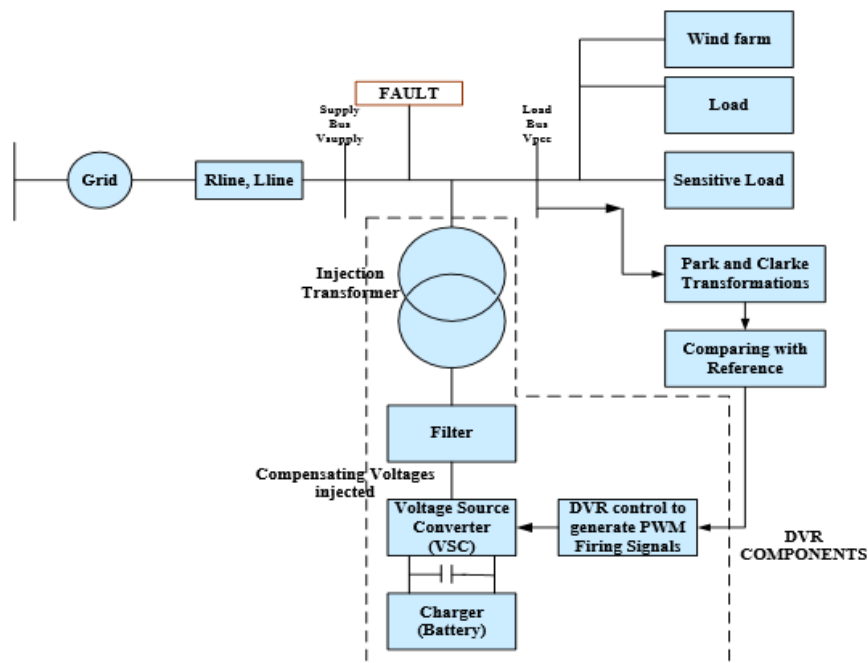 Wind farm
FAULT
Supply
Bus
Vsupply
Load
Bus
Vpcc
Load
Grid
Rline, Lline
Sensitive Load
Injection
Transformer
Park and Clarke
Transformations
Comparing with
Reference
Filter
Compensating Voltages
injected
Voltage Source
Converter
(VSC)
DVR control to
generate PWM
Firing Signals
DVR
COMPONENTS
Charger
(Battery)